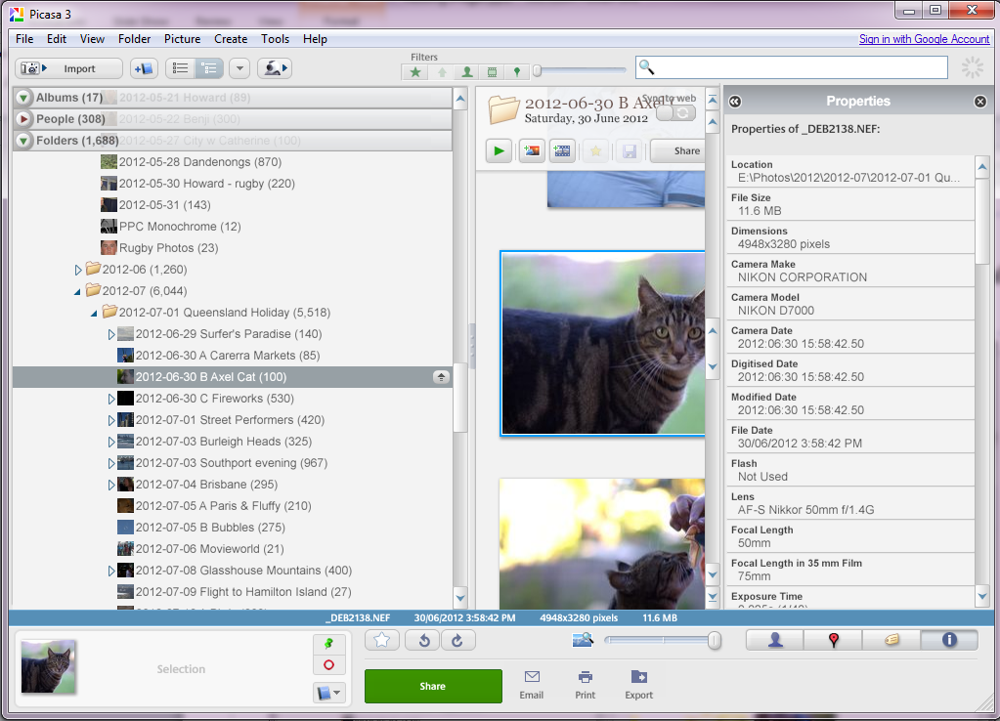 Picasa 3
File Edit View Folder Picture Create Tools Help
Sign in with Google Account
Import
Filters
Albums (17)
2012-05-21 Howard (89)
People (308)
2012-05-22 Benji (300)
Folders (1,688)
2012-05-27 City w Catherine (100)
2012-05-28 Dandenongs (870)
2012-05-30 Howard - rugby (220)
2012-05-31 (143)
PPC Monochrome (12)
Rugby Photos (23)
2012-06 (1,260)
2012-07 (6,044)
2012-07-01 Queensland Holiday (5,518)
2012-06-29 Surfer's Paradise (140)
2012-06-30 A Carerra Markets (85)
2012-06-30 B Axel Cat (100)
2012-06-30 C Fireworks (530)
2012-07-01 Street Performers (420)
2012-07-03 Burleigh Heads (325)
2012-07-03 Southport evening (967)
2012-07-04 Brisbane (295)
2012-07-05 A Paris & Fluffy (210)
2012-07-05 B Bubbles (275)
2012-07-06 Movieworld (21)
2012-07-08 Glasshouse Mountains (400)
2012-07-09 Flight to Hamilton Island (27)
2012-06-30 B Axel
Sync to web
Saturday, 30 June 2012
Share
Properties
Properties of _DEB2138.NEF:
Location
E:\Photos\2012\2012-07\2012-07-01 Qu...
File Size
11.6 MB
Dimensions
4948x3280 pixels
Camera Make
NIKON CORPORATION
Camera Model
NIKON D7000
Camera Date
2012:06:30 15:58:42.50
Digitised Date
2012:06:30 15:58:42.50
Modified Date
2012:06:30 15:58:42.50
File Date
30/06/2012 3:58:42 PM
Flash
Not Used
Lens
AF-S Nikkor 50mm f/1.4G
Focal Length
50mm
Focal Length in 35 mm Film
75mm
Exposure Time
_DEB2138.NEF 30/06/2012 3:58:42 PM 4948x3280 pixels 11.6 MB
Selection
Share
Email
Print
Export